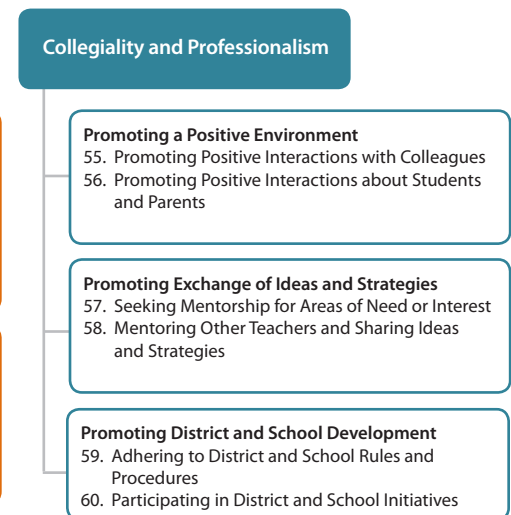 Collegiality and Professionalism
Promoting a Positive Environment
55. Promoting Positive Interactions with Colleagues
56. Promoting Positive Interactions about Students
and Parents
Promoting Exchange of Ideas and Strategies
57. Seeking Mentorship for Areas of Need or Interest
58. Mentoring Other Teachers and Sharing Ideas
and Strategies
Promoting District and School Development
59. Adhering to District and School Rules and
Procedures
60. Participating in District and School Initiatives